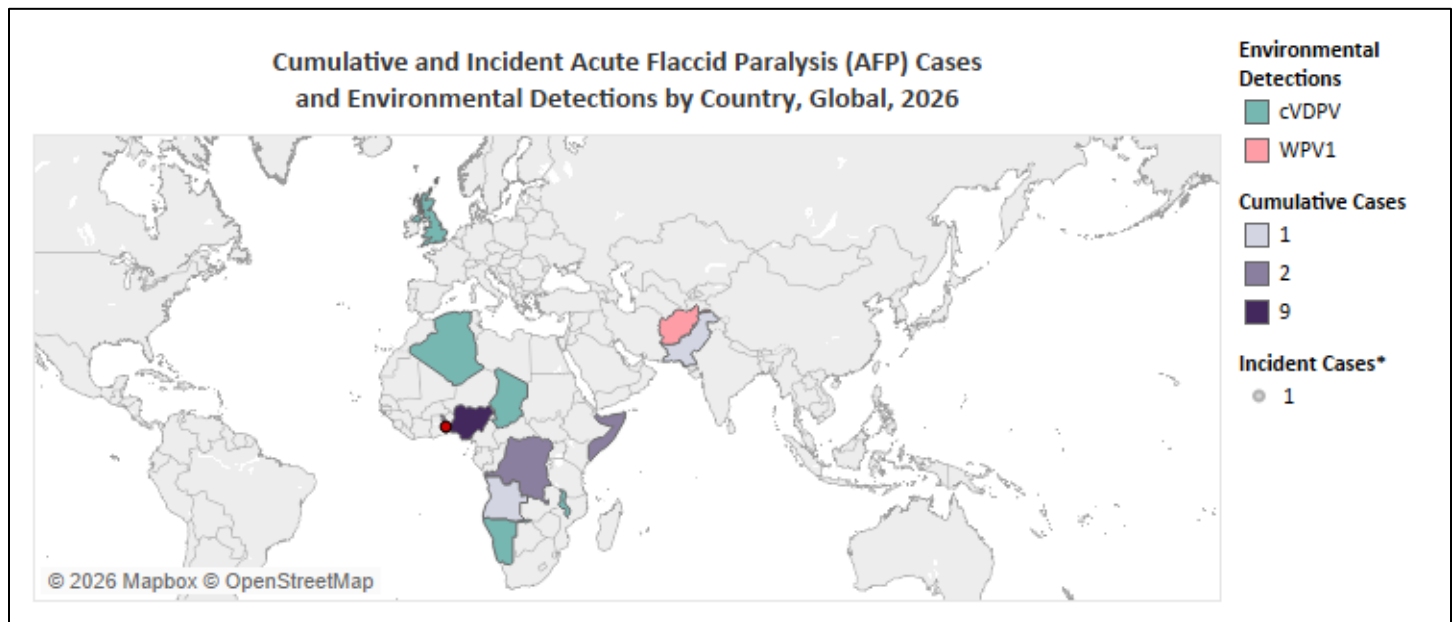 Cumulative and Incident Acute Flaccid Paralysis (AFP) Cases
and Environmental Detections by Country, Global, 2026
Environmental
Detections
cVDPV
WPV1
Cumulative Cases
1
2
9
Incident Cases*
1
© 2026 Mapbox © OpenStreetMap